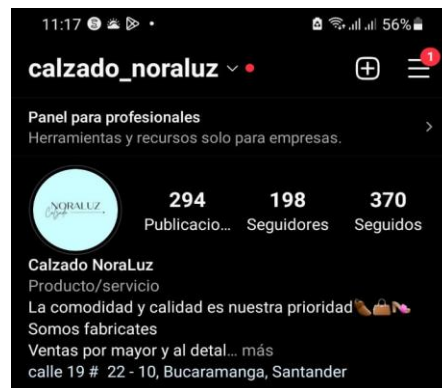 11:17 56%
calzado_noraluz
1
Panel para profesionales
Herramientas y recursos solo para empresas.
NORALUZ
Calzado
294 198 370
Publicacio... Seguidores Seguidos
Calzado NoraLuz
Producto/servicio
La comodidad y calidad es nuestra prioridad
Somos fabricates
Ventas por mayor y al detal... más
calle 19 # 22 - 10, Bucaramanga, Santander